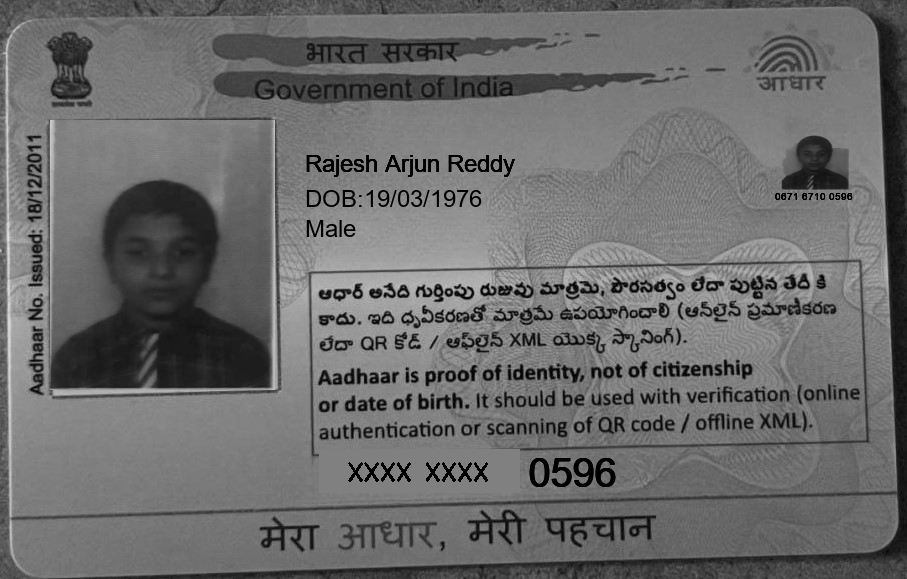 भारत सरकार
Government of India
आधार
Aadhaar No. Issued: 18/12/2011
Rajesh Arjun Reddy
DOB:19/03/1976
Male
0671 6710 0596
ఆధార్ అనేది గుర్తింపు రుజువు మాత్రమే, పౌరసత్వం లేదా పుట్టిన తేదీ కి
కాదు. ఇది ధృవీకరణతో మాత్రమే ఉపయోగించాలి (ఆన్‌లైన్ ప్రమాణీకరణ
లేదా QR కోడ్ / ఆఫ్‌లైన్ XML యొక్క స్కానింగ్).
Aadhaar is proof of identity, not of citizenship
or date of birth. It should be used with verification (online
authentication or scanning of QR code / offline XML).
XXXX XXXX 0596
मेरा आधार, मेरी पहचान